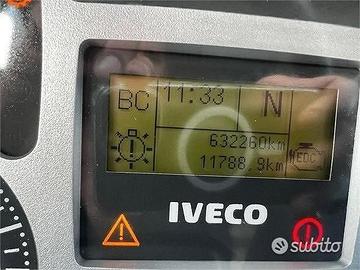 BC 11:33 N
632260km
11788.9km
EDC
IVECO
subito